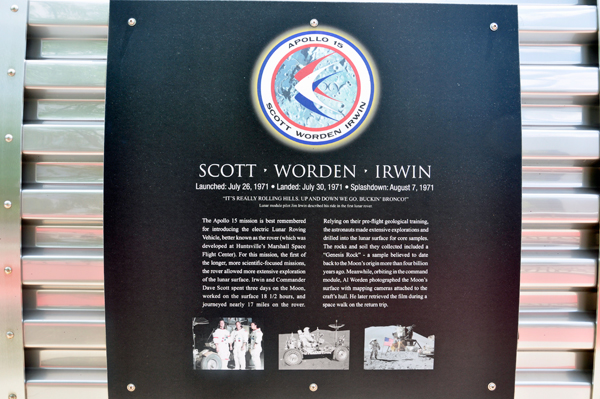 APOLLO 15
SCOTT WORDEN IRWIN
SCOTT · WORDEN · IRWIN
Launched: July 26, 1971 • Landed: July 30, 1971 • Splashdown: August 7, 1971
"IT'S REALLY ROLLING HILLS. UP AND DOWN WE GO. BUCKIN' BRONCO!"
Lunar module pilot Jim Irwin described his ride in the first lunar rover.
The Apollo 15 mission is best remembered
for introducing the electric Lunar Roving
Vehicle, better known as the rover (which was
developed at Huntsville's Marshall Space
Flight Center). For this mission, the first of
the longer, more scientific-focused missions,
the rover allowed more extensive exploration
of the lunar surface. Irwin and Commander
Dave Scott spent three days on the Moon,
worked on the surface 18 1/2 hours, and
journeyed nearly 17 miles on the rover.
Relying on their pre-flight geological training,
the astronauts made extensive explorations and
drilled into the lunar surface for core samples.
The rocks and soil they collected included a
"Genesis Rock" - a sample believed to date
back to the Moon's origin more than four billion
years ago. Meanwhile, orbiting in the command
module, Al Worden photographed the Moon's
surface with mapping cameras attached to the
craft's hull. He later retrieved the film during a
space walk on the return trip.